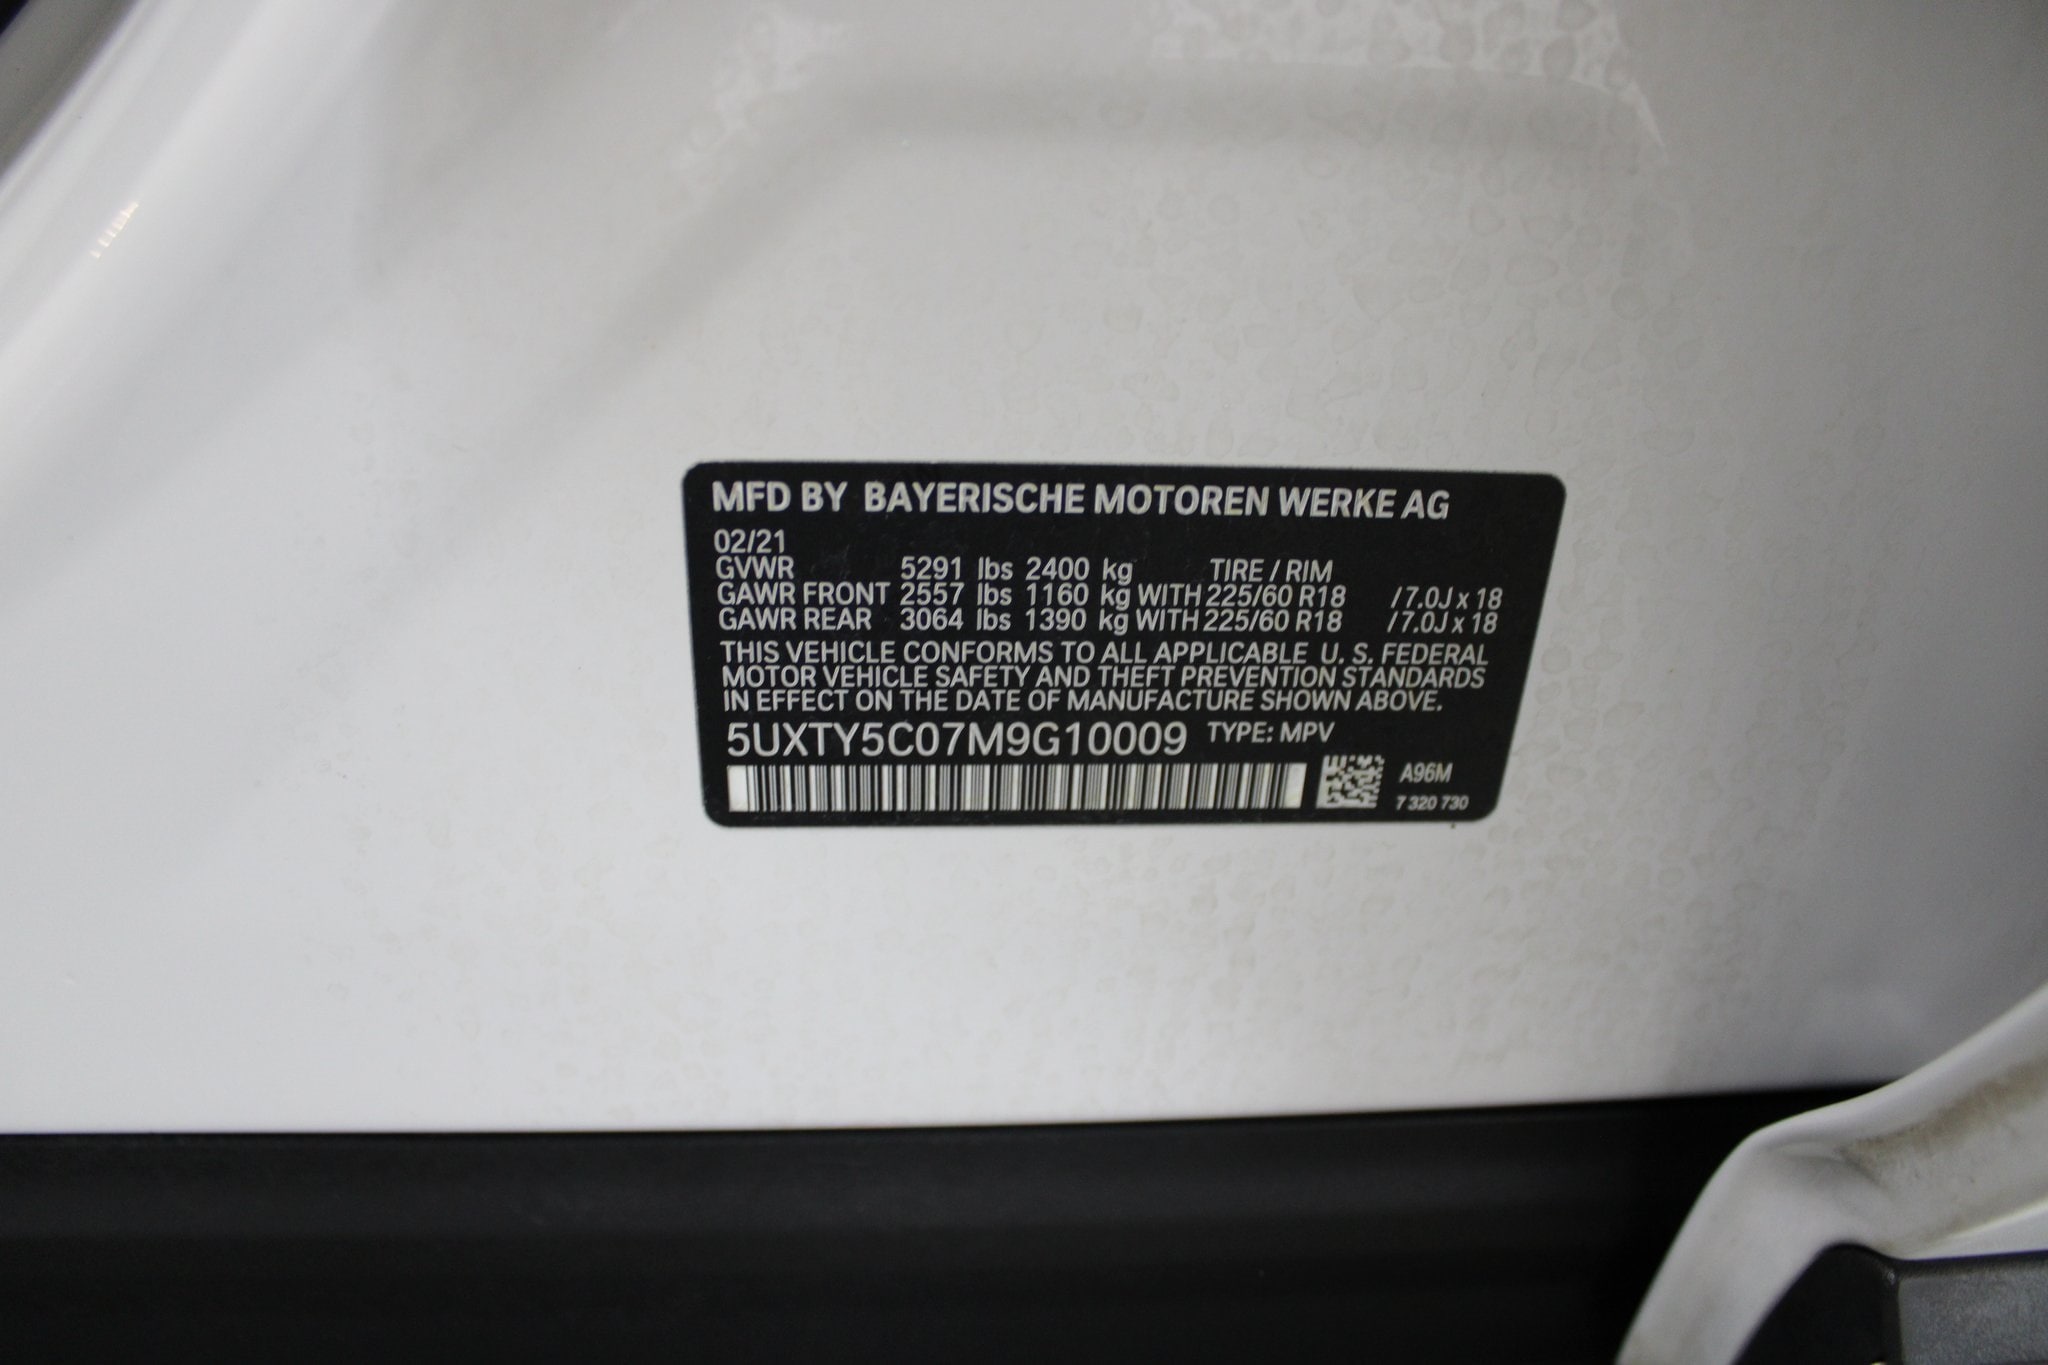 MFD BY BAYERISCHE MOTOREN WERKE AG
02/21
GVWR 5291 lbs 2400 kg TIRE / RIM
GAWR FRONT 2557 lbs 1160 kg WITH 225/60 R18 / 7.0J x 18
GAWR REAR 3064 lbs 1390 kg WITH 225/60 R18 / 7.0J x 18
THIS VEHICLE CONFORMS TO ALL APPLICABLE U. S. FEDERAL
MOTOR VEHICLE SAFETY AND THEFT PREVENTION STANDARDS
IN EFFECT ON THE DATE OF MANUFACTURE SHOWN ABOVE.
5UXTY5C07M9G10009 TYPE: MPV
A96M
7 320 730